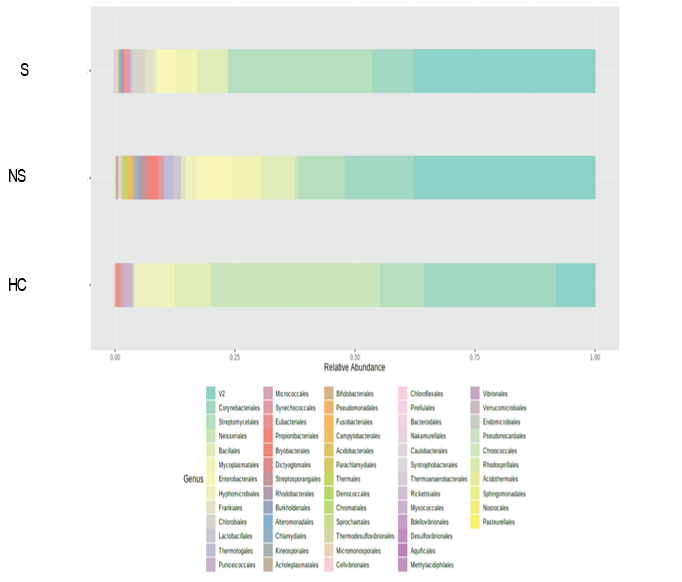 S
NS
HC
0.00 0.25 0.50 0.75 1.00
Relative Abundance
Genus
V2
Corynebacteriales
Streptomycetales
Neisseriales
Bacillales
Mycoplasmatales
Enterobacterales
Hyphomicrobiales
Frankiales
Chlorobiales
Lactobacillales
Thermotogales
Puniceicoccales
Micrococcales
Synechococcales
Eubacteriales
Propionibacteriales
Bryobacterales
Dictyoglomales
Streptosporangiales
Rhodobacterales
Burkholderiales
Alteromonadales
Chlamydiales
Kineosporiales
Acholeplasmatales
Bifidobacteriales
Pseudomonadales
Fusobacteriales
Campylobacterales
Acidobacteriales
Parachlamydiales
Thermales
Deinococcales
Chromatiales
Spirochaetales
Thermodesulfovibrionales
Micromonosporales
Cellvibrionales
Chloroflexales
Pirellulales
Bacteroidales
Nakamurellales
Caulobacterales
Syntrophobacterales
Thermoanaerobacterales
Rickettsiales
Myxococcales
Bdellovibrionales
Desulfovibrionales
Aquificales
Methylacidiphilales
Vibrionales
Verrucomicrobiales
Endomicrobiales
Pseudonocardiales
Chroococcales
Rhodospirillales
Acidothermales
Sphingomonadales
Nostocales
Pasteurellales